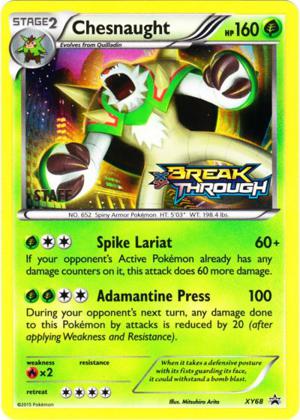 STAGE2
Chesnaught
HP160
Evolves from Quilladin
STAFF
BREAK
THROUGH
NO. 652 Spiny Armor Pokémon HT. 5'03" WT. 198.4 lbs.
Spike Lariat 60+
If your opponent's Active Pokémon already has any
damage counters on it, this attack does 60 more damage.
Adamantine Press 100
During your opponent's next turn, any damage done
to this Pokémon by attacks is reduced by 20 (after
applying Weakness and Resistance).
weakness resistance
×2
retreat
When it takes a defensive posture
with its fists guarding its face,
it could withstand a bomb blast.
©2015 Pokémon
Illus. Mitsuhiro Arita
XY68